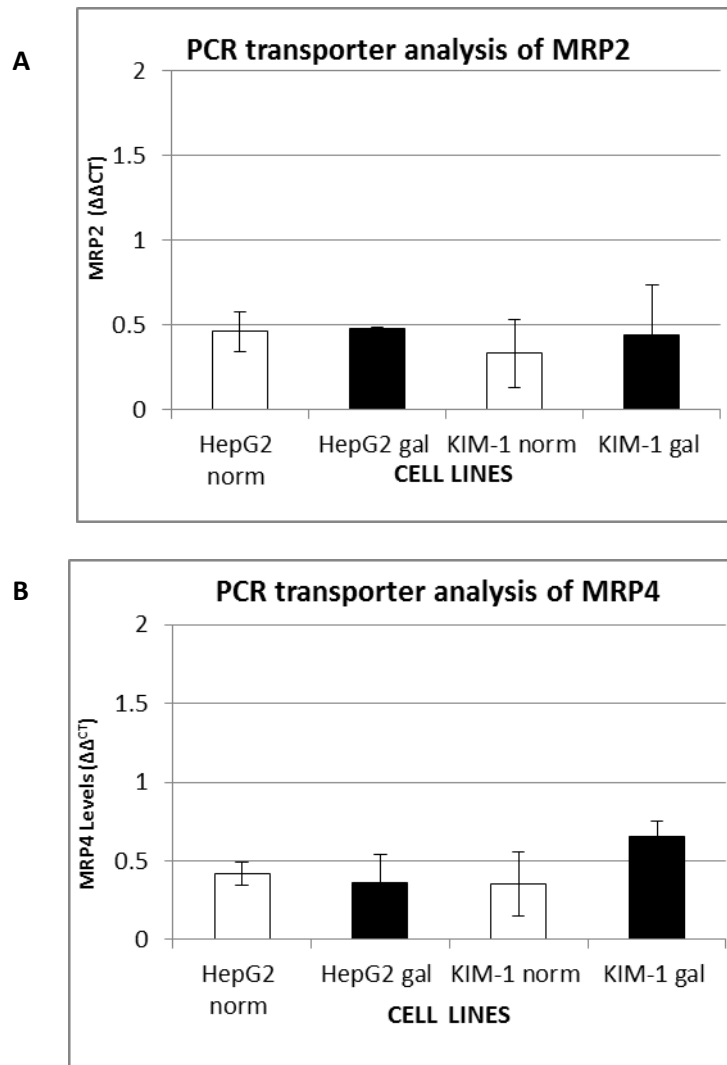 A
PCR transporter analysis of MRP2
MRP2 (ΔΔCT)
2
1.5
1
0.5
0
HepG2 norm
HepG2 gal
KIM-1 norm
KIM-1 gal
CELL LINES
B
PCR transporter analysis of MRP4
MRP4 Levels (ΔΔCT)
2
1.5
1
0.5
0
HepG2 norm
HepG2 gal
KIM-1 norm
KIM-1 gal
CELL LINES